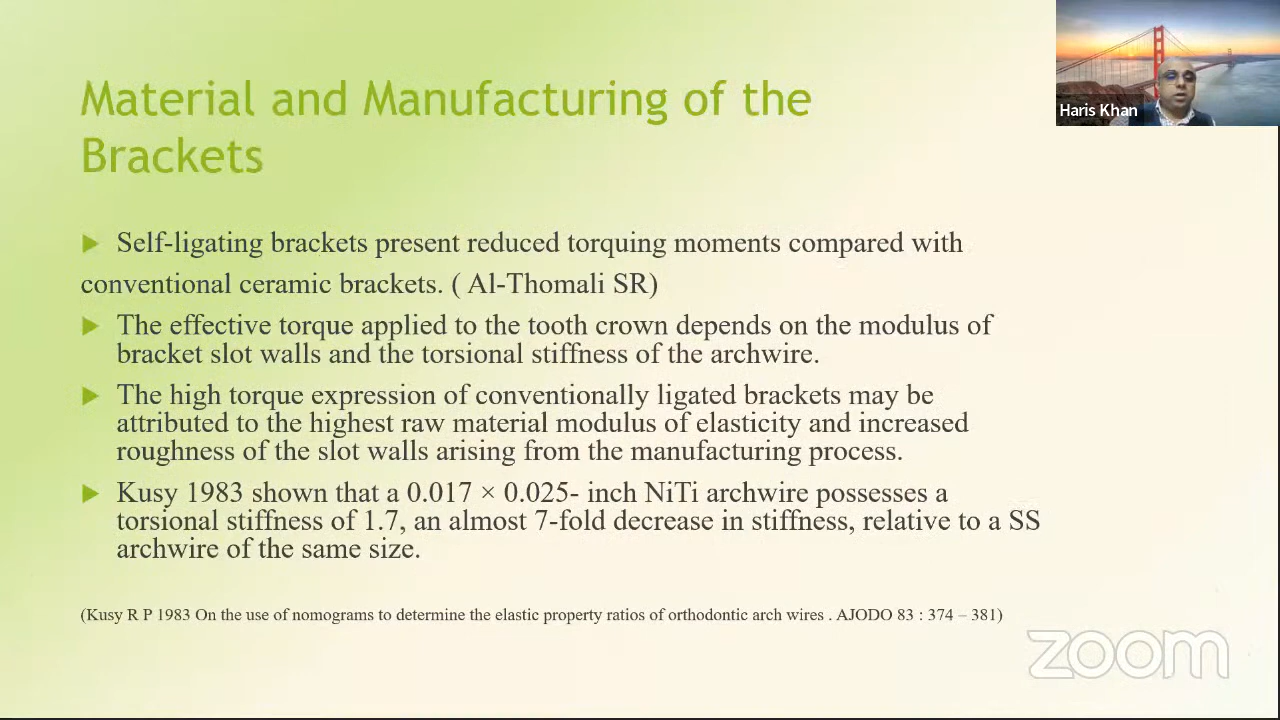 Material and Manufacturing of the
Brackets
Haris Khan
Self-ligating brackets present reduced torquing moments compared with
conventional ceramic brackets. ( Al-Thomali SR)
The effective torque applied to the tooth crown depends on the modulus of
bracket slot walls and the torsional stiffness of the archwire.
The high torque expression of conventionally ligated brackets may be
attributed to the highest raw material modulus of elasticity and increased
roughness of the slot walls arising from the manufacturing process.
Kusy 1983 shown that a 0.017 × 0.025- inch NiTi archwire possesses a
torsional stiffness of 1.7, an almost 7-fold decrease in stiffness, relative to a SS
archwire of the same size.
(Kusy R P 1983 On the use of nomograms to determine the elastic property ratios of orthodontic arch wires . AJODO 83 : 374 – 381)
zoom